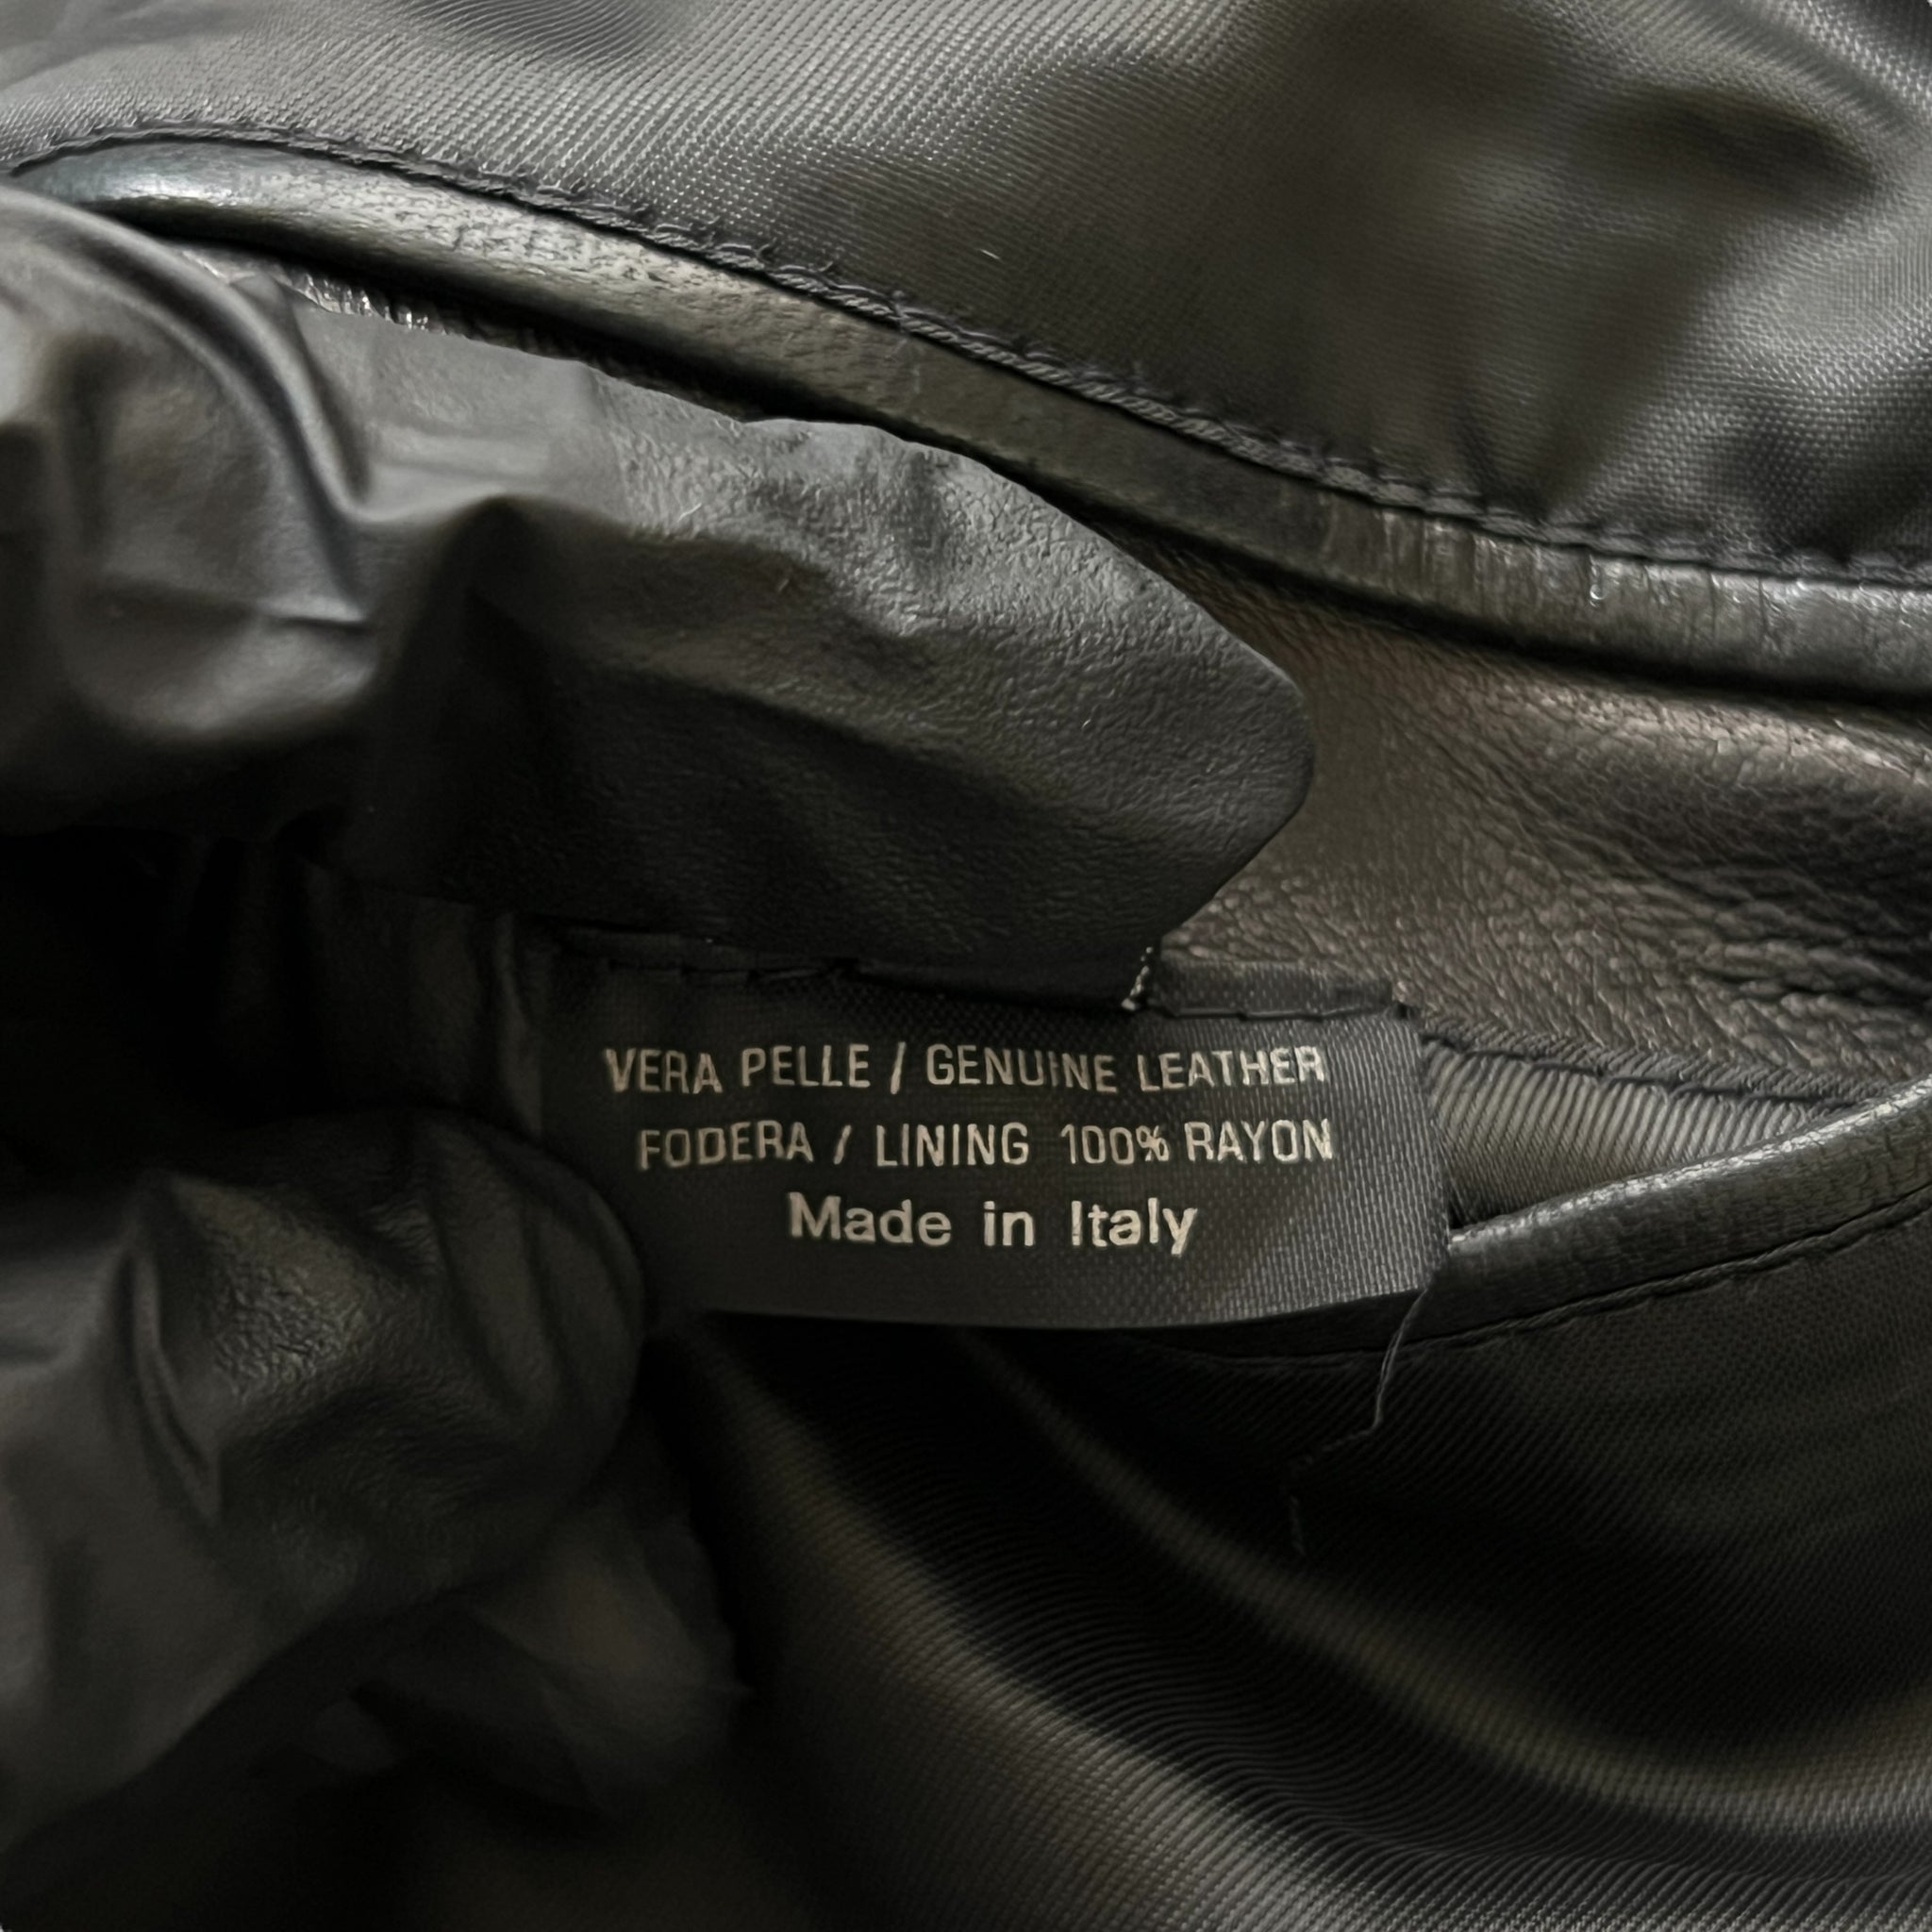 VERA PELLE / GENUINE LEATHER
FODERA / LINING 100% RAYON
Made in Italy